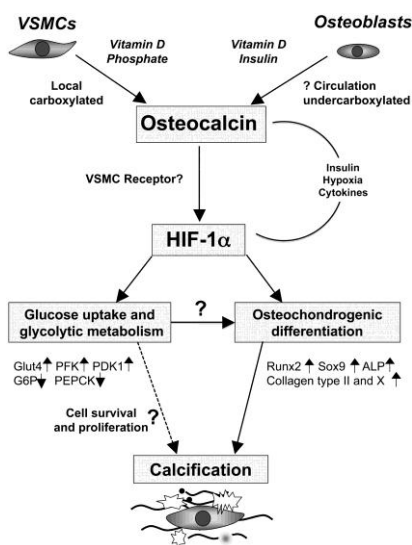 VSMCs
Osteoblasts
Vitamin D
Phosphate
Vitamin D
Insulin
Local
carboxylated
? Circulation
undercarboxylated
Osteocalcin
VSMC Receptor?
Insulin
Hypoxia
Cytokines
HIF-1α
Glucose uptake and
glycolytic metabolism
?
Osteochondrogenic
differentiation
Glut4↑ PFK↑ PDK1↑
G6P↓ PEPCK↓
Runx2 ↑ Sox9 ↑ ALP↑
Collagen type II and X ↑
Cell survival
and proliferation
?
Calcification